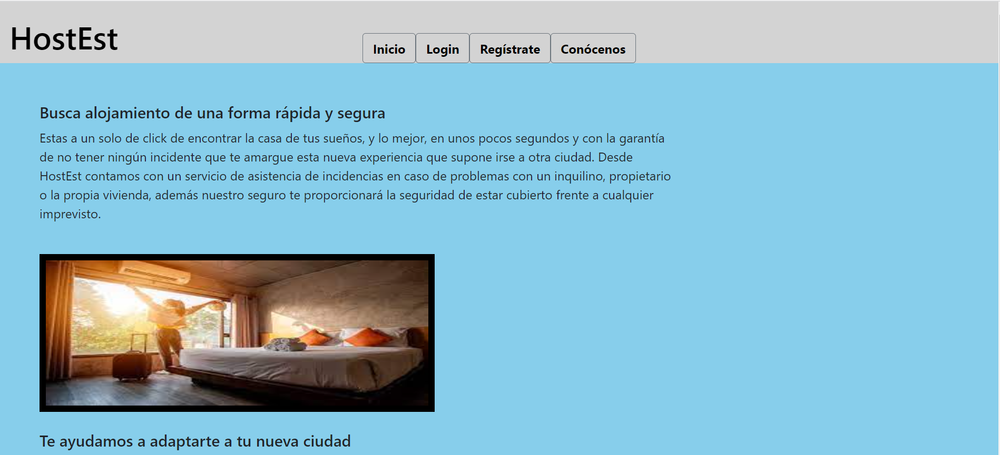 HostEst
Inicio Login Regístrate Conócenos
Busca alojamiento de una forma rápida y segura
Estas a un solo de click de encontrar la casa de tus sueños, y lo mejor, en unos pocos segundos y con la garantía
de no tener ningún incidente que te amargue esta nueva experiencia que supone irse a otra ciudad. Desde
HostEst contamos con un servicio de asistencia de incidencias en caso de problemas con un inquilino, propietario
o la propia vivienda, además nuestro seguro te proporcionará la seguridad de estar cubierto frente a cualquier
imprevisto.
Te ayudamos a adaptarte a tu nueva ciudad